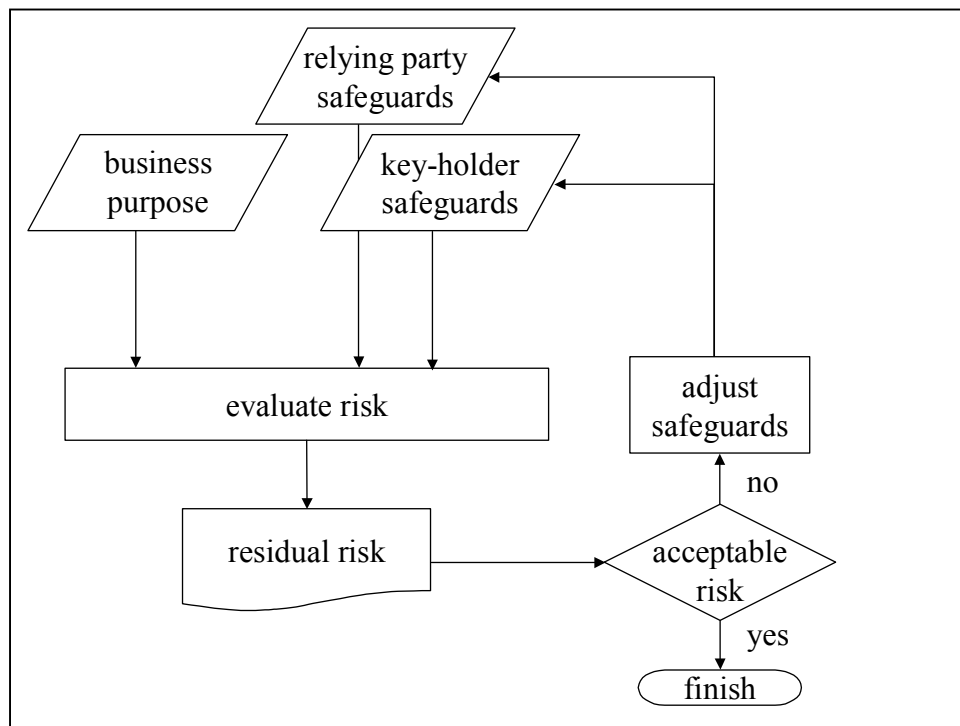 relying party
safeguards
business
purpose
key-holder
safeguards
evaluate risk
adjust
safeguards
no
residual risk
acceptable
risk
yes
finish